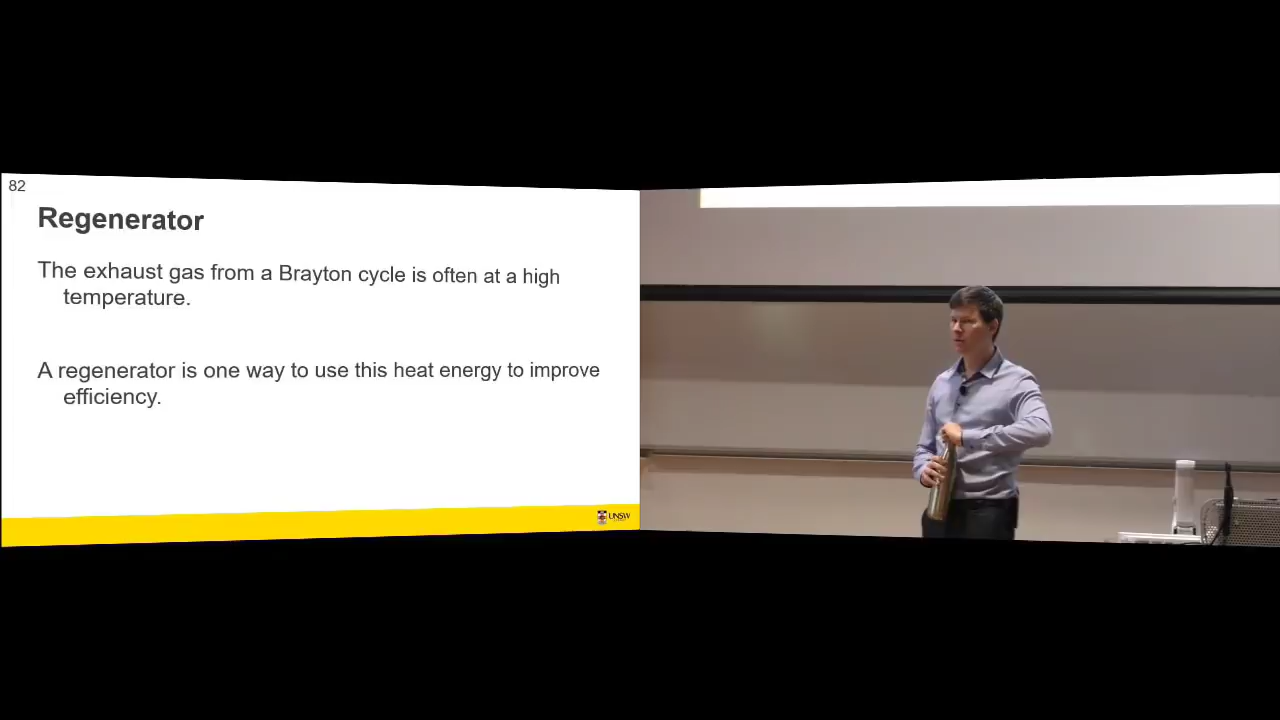 82
Regenerator
The exhaust gas from a Brayton cycle is often at a high
temperature.
A regenerator is one way to use this heat energy to improve
efficiency.
UNSW